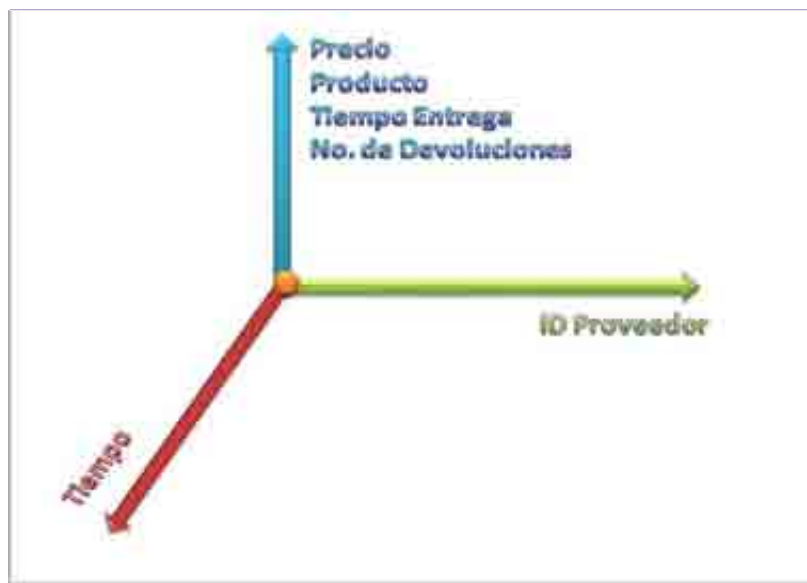 Precio
Producto
Tiempo Entrega
No. de Devoluciones
ID Proveedor
Tiempo